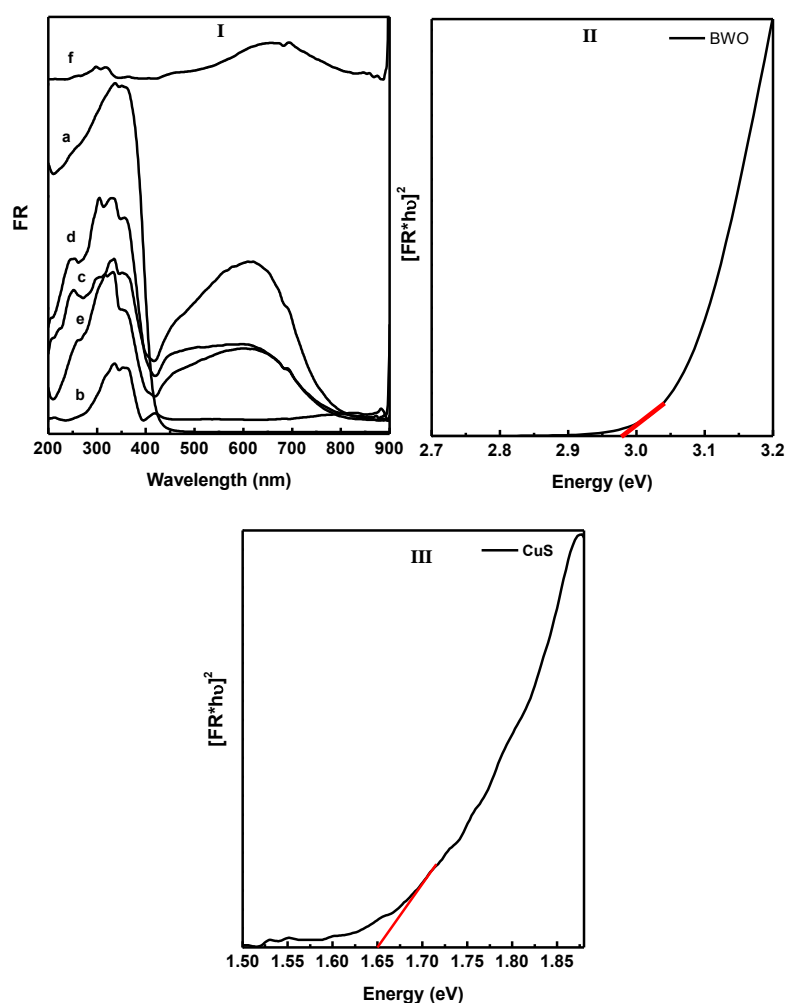 I
f
a
d
c
e
b
FR
200 300 400 500 600 700 800 900
Wavelength (nm)
II
BWO
[FR*hυ]²
2.7 2.8 2.9 3.0 3.1 3.2
Energy (eV)
III
CuS
[FR*hυ]²
1.50 1.55 1.60 1.65 1.70 1.75 1.80 1.85
Energy (eV)